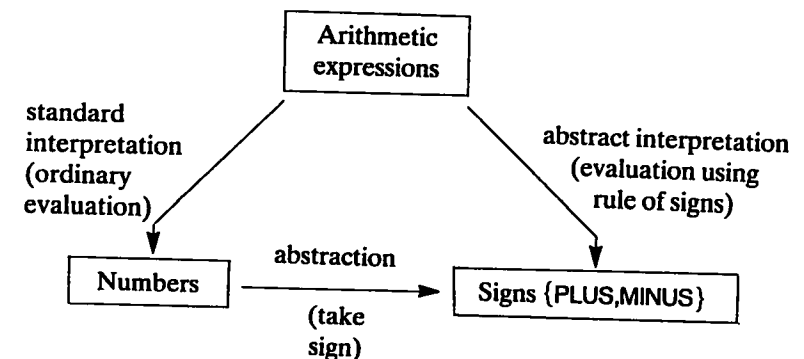 Arithmetic
expressions
standard
interpretation
(ordinary
evaluation)
abstract interpretation
(evaluation using
rule of signs)
Numbers
abstraction
(take
sign)
Signs {PLUS,MINUS}